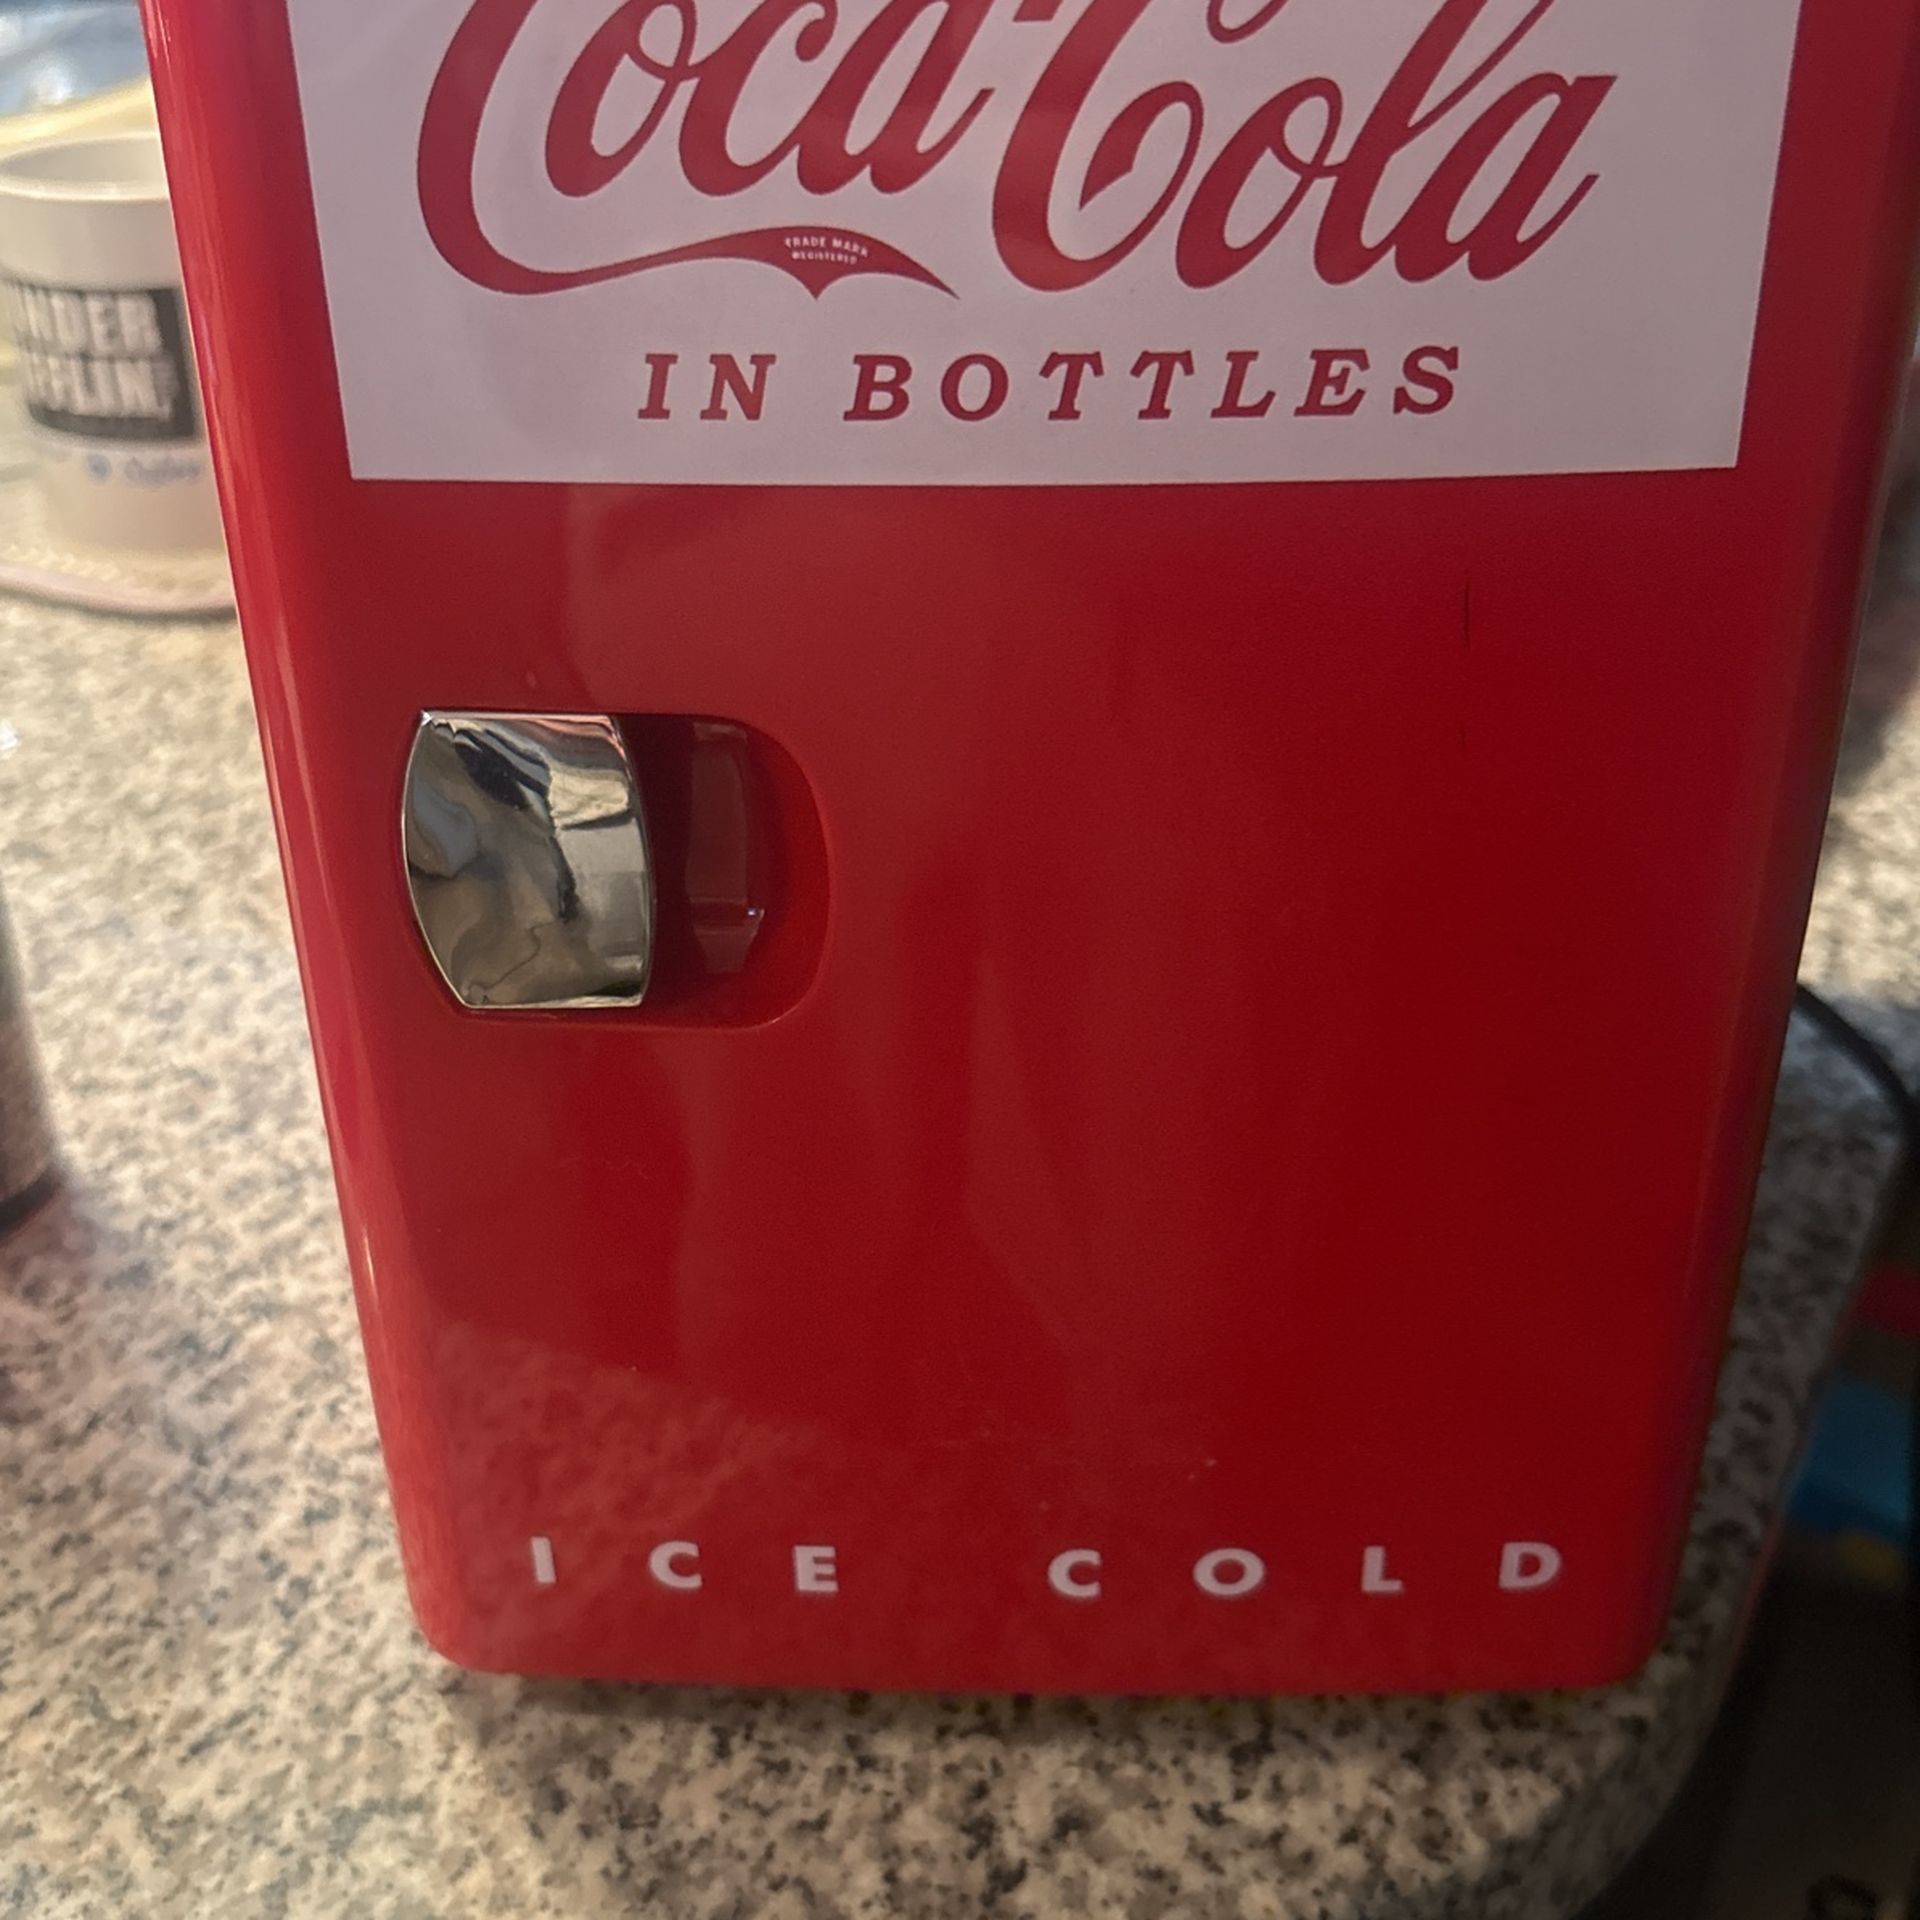 Coca-Cola
TRADE MARK
REGISTERED
IN BOTTLES
ICE COLD